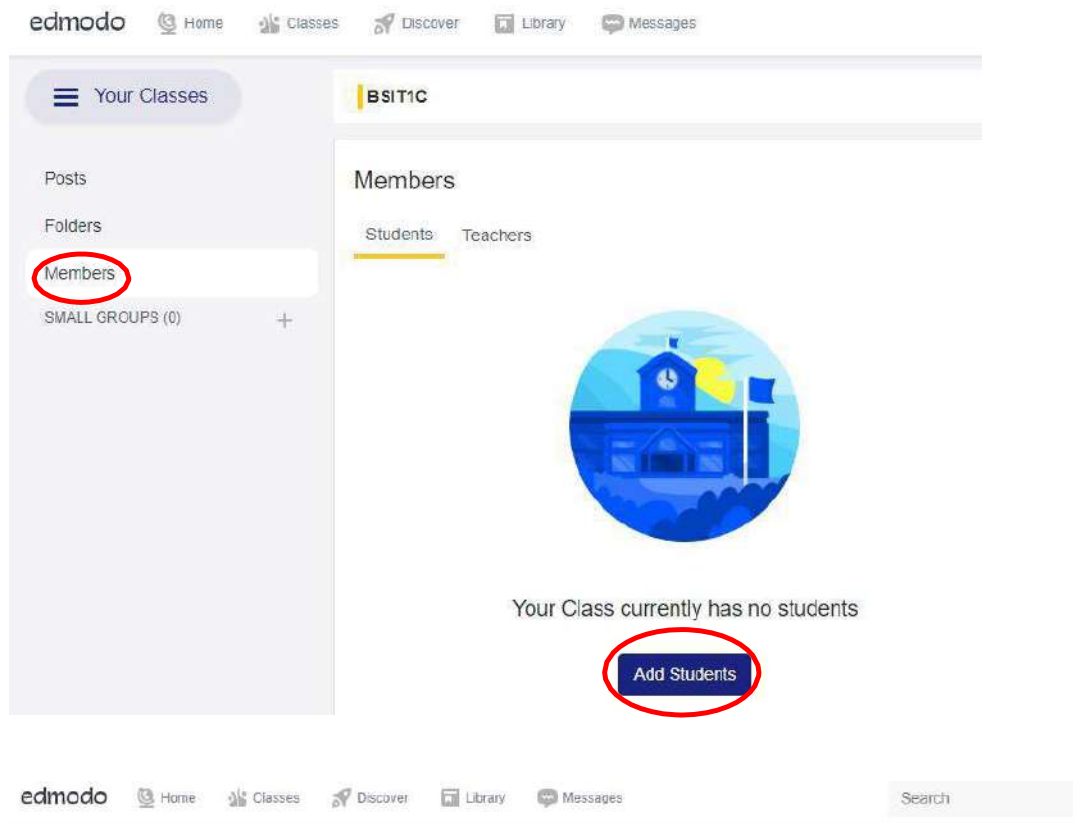 edmodo Home Classes Discover Library Messages
Your Classes
BSIT1C
Posts
Folders
Members
SMALL GROUPS (0) +
Members
Students Teachers
Your Class currently has no students
Add Students
edmodo Home Classes Discover Library Messages Search